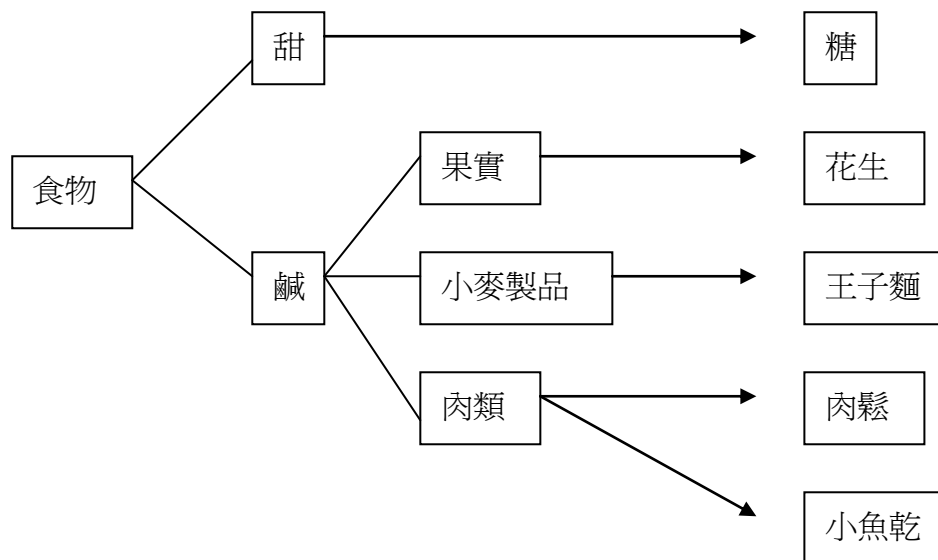 甜
糖
果實
花生
食物
鹹
小麥製品
王子麵
肉類
肉鬆
小魚乾